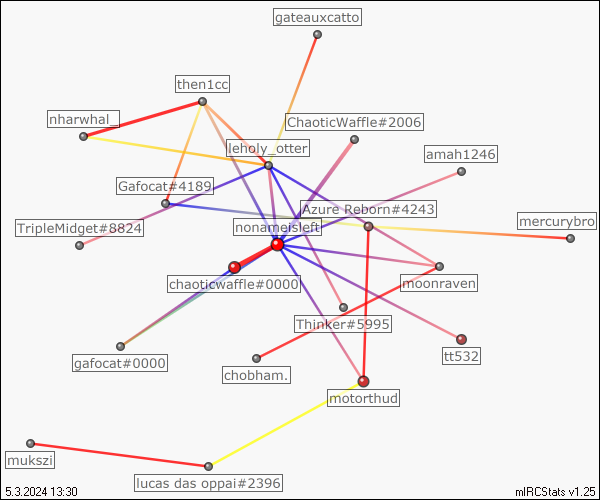 gateauxcatto
then1cc
nharwhal_
ChaoticWaffle#2006
leholy_otter
amah1246
Gafocat#4189
Azure Reborn#4243
TripleMidget#8824
nonameisleft
mercurybro
chaoticwaffle#0000
moonraven
Thinker#5995
gafocat#0000
tt532
chobham.
motorthud
mukszi
lucas das oppai#2396
5.3.2024 13:30
mIRCStats v1.25